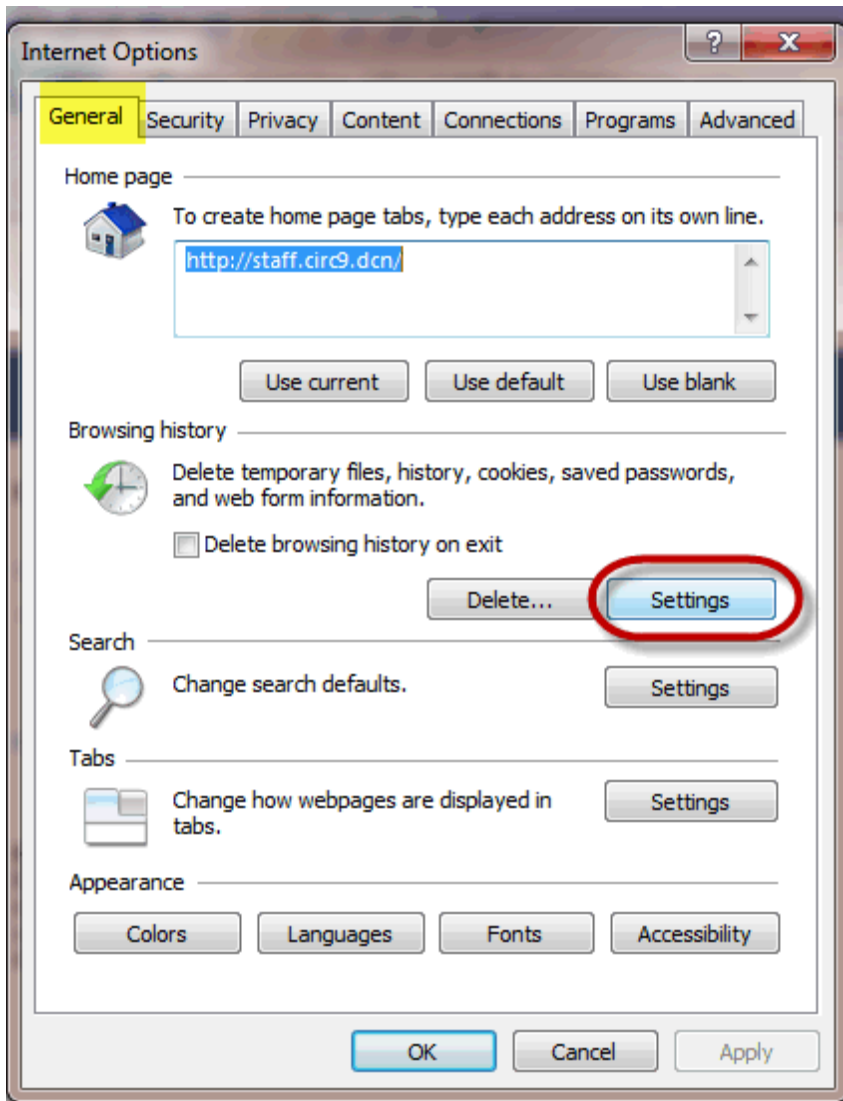 Internet Options
?
General Security Privacy Content Connections Programs Advanced
Home page
To create home page tabs, type each address on its own line.
http://staff.circ9.dcn/
Use current Use default Use blank
Browsing history
Delete temporary files, history, cookies, saved passwords,
and web form information.
Delete browsing history on exit
Delete... Settings
Search
Change search defaults.
Settings
Tabs
Change how webpages are displayed in
tabs.
Settings
Appearance
Colors Languages Fonts Accessibility
OK Cancel Apply